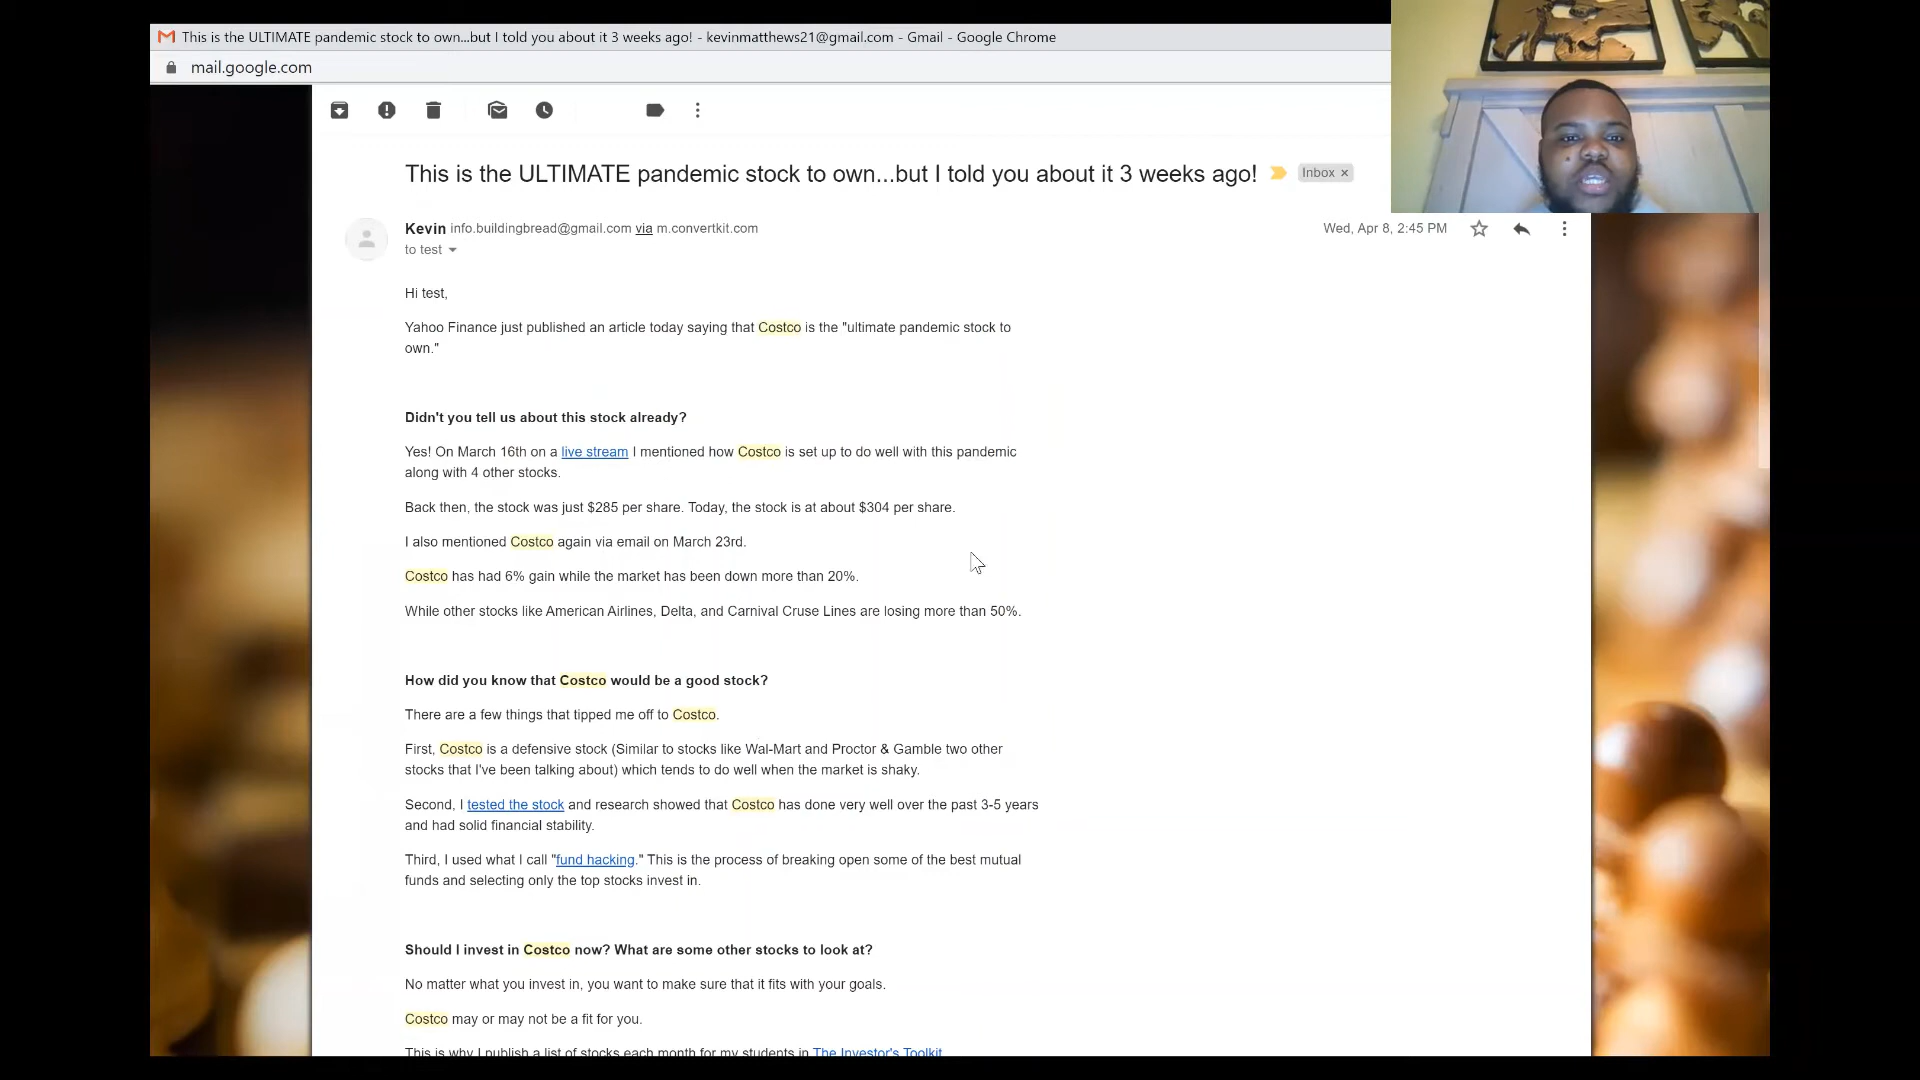 This is the ULTIMATE pandemic stock to own...but I told you about it 3 weeks ago! - kevinmatthews21@gmail.com - Gmail - Google Chrome
mail.google.com
This is the ULTIMATE pandemic stock to own...but I told you about it 3 weeks ago! Inbox ×
Kevin info.buildingbread@gmail.com via m.convertkit.com Wed, Apr 8, 2:45 PM
to test
Hi test,
Yahoo Finance just published an article today saying that Costco is the "ultimate pandemic stock to
own."
Didn't you tell us about this stock already?
Yes! On March 16th on a live stream I mentioned how Costco is set up to do well with this pandemic
along with 4 other stocks.
Back then, the stock was just $285 per share. Today, the stock is at about $304 per share.
I also mentioned Costco again via email on March 23rd.
Costco has had 6% gain while the market has been down more than 20%.
While other stocks like American Airlines, Delta, and Carnival Cruse Lines are losing more than 50%.
How did you know that Costco would be a good stock?
There are a few things that tipped me off to Costco.
First, Costco is a defensive stock (Similar to stocks like Wal-Mart and Proctor & Gamble two other
stocks that I've been talking about) which tends to do well when the market is shaky.
Second, I tested the stock and research showed that Costco has done very well over the past 3-5 years
and had solid financial stability.
Third, I used what I call "fund hacking." This is the process of breaking open some of the best mutual
funds and selecting only the top stocks invest in.
Should I invest in Costco now? What are some other stocks to look at?
No matter what you invest in, you want to make sure that it fits with your goals.
Costco may or may not be a fit for you.
This is why I publish a list of stocks each month for my students in The Investor's Toolkit